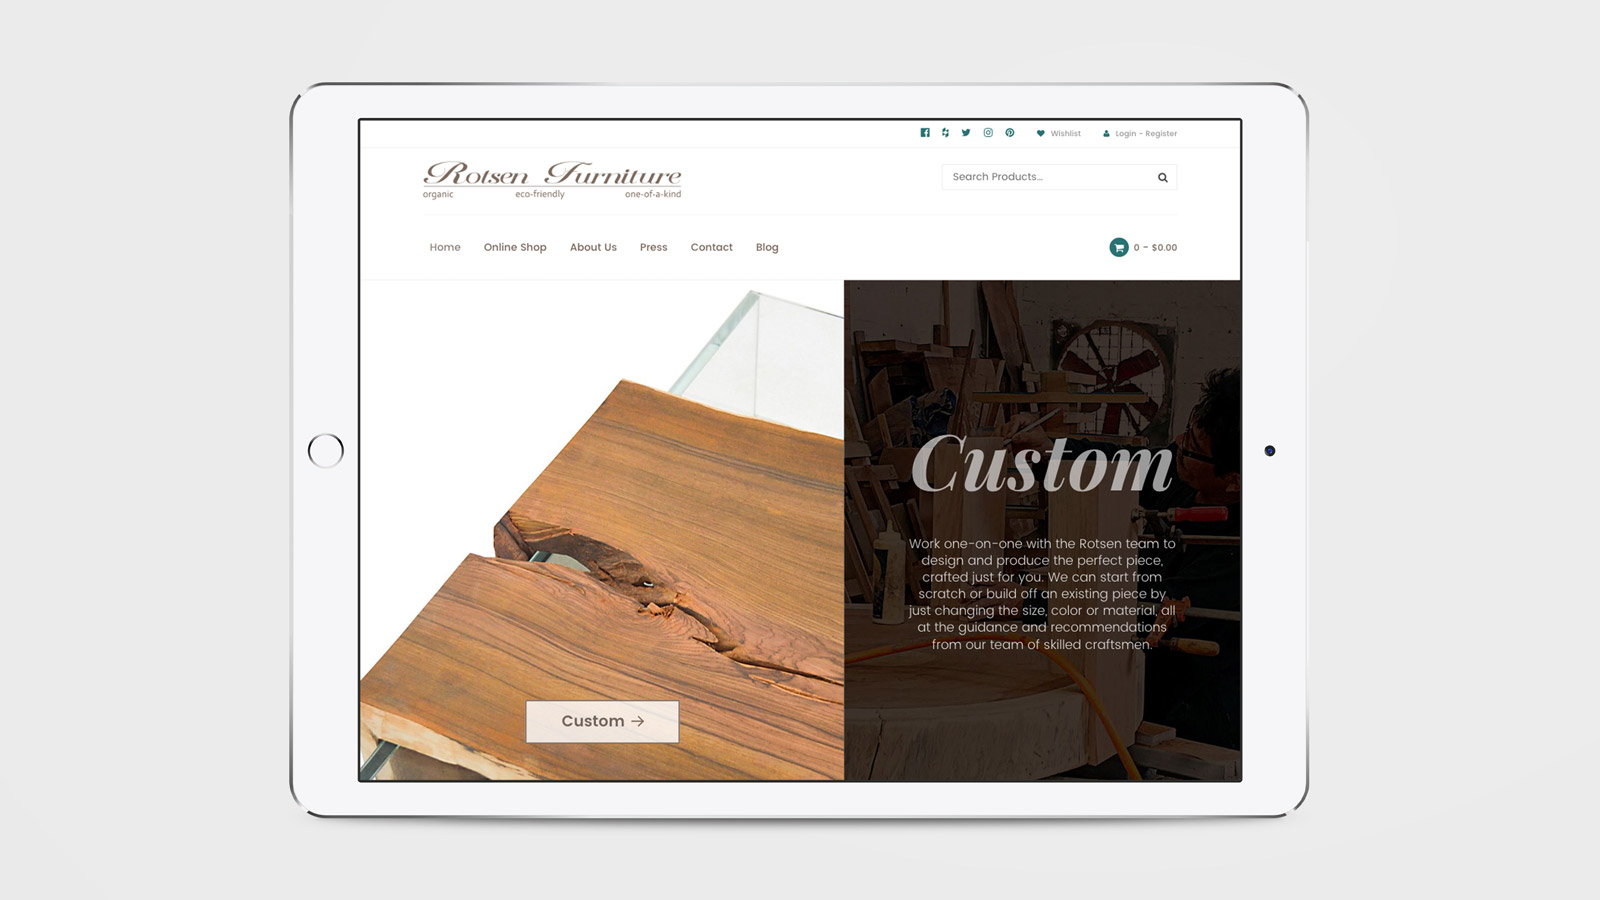 Wishlist
Login - Register
Rotsen Furniture
organic eco-friendly one-of-a-kind
Search Products...
Home Online Shop About Us Press Contact Blog
0 - $0.00
Custom
Work one-on-one with the Rotsen team to
design and produce the perfect piece,
crafted just for you. We can start from
scratch or build off an existing piece by
just changing the size, color or material, all
at the guidance and recommendations
from our team of skilled craftsmen.
Custom →